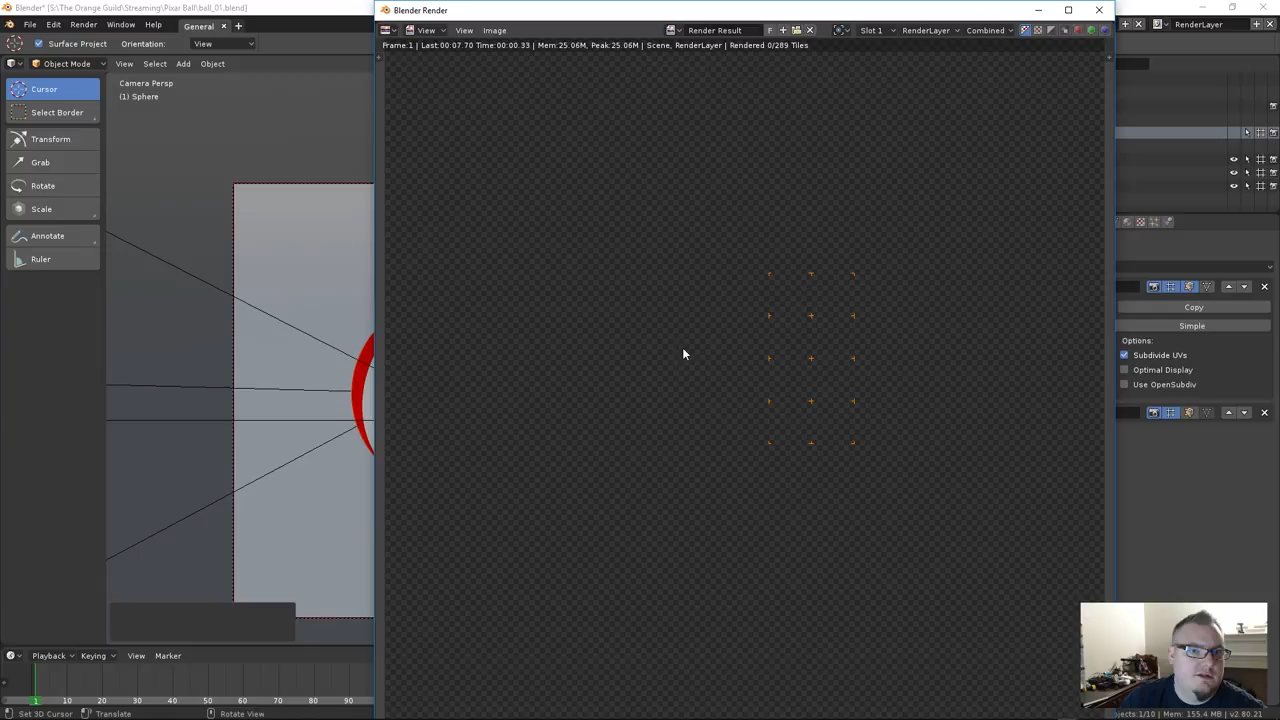 Blender* [S:\The Orange Guild\Streaming\Pixar Ball\ball_01.blend]
Blender Render
File Edit Render Window Help General
View View Image Render Result F Slot 1 RenderLayer Combined
RenderLayer
Surface Project Orientation: View
Frame:1 | Last:00:07.70 Time:00:00.33 | Mem:25.06M, Peak:25.06M | Scene, RenderLayer | Rendered 0/289 Tiles
Object Mode View Select Add Object
Camera Persp
(1) Sphere
Cursor
Select Border
Transform
Grab
Rotate
Scale
Annotate
Ruler
Copy
Simple
Options:
Subdivide UVs
Optimal Display
Use OpenSubdiv
Playback Keying View Marker
1 10 20 30 40 50 60 70 80 90
Set 3D Cursor Translate Rotate View
bjects:1/10 | Mem: 155.4 MB | v2.80.21